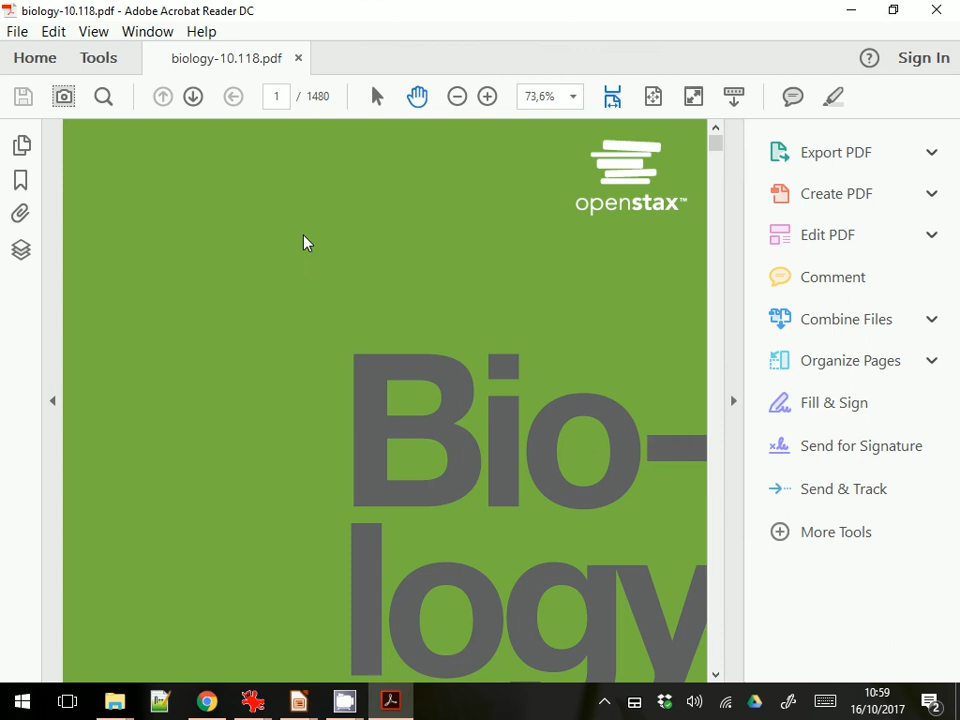 biology-10.118.pdf - Adobe Acrobat Reader DC
File Edit View Window Help
Home Tools biology-10.118.pdf × ? Sign In
1 / 1480 73,6%
openstax™
Bio-
logy
Export PDF
Create PDF
Edit PDF
Comment
Combine Files
Organize Pages
Fill & Sign
Send for Signature
Send & Track
More Tools
10:59
16/10/2017
2